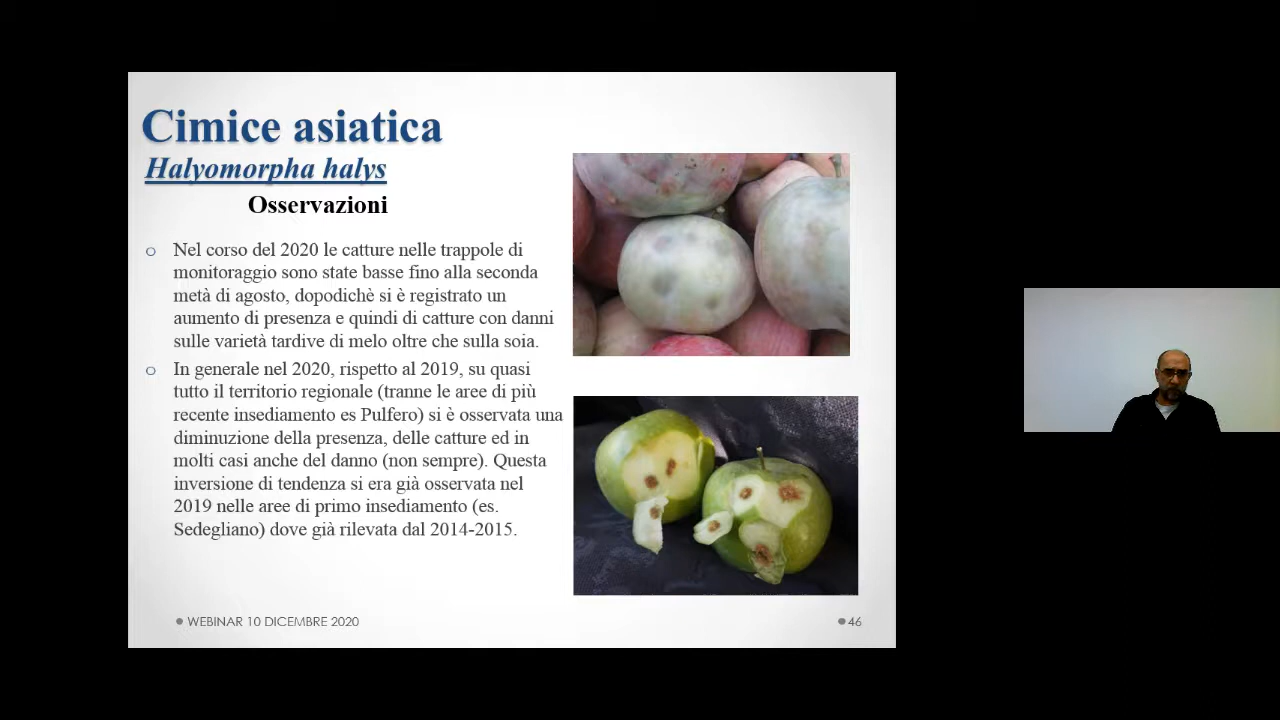 Cimice asiatica
Halyomorpha halys
Osservazioni
o Nel corso del 2020 le catture nelle trappole di
monitoraggio sono state basse fino alla seconda
metà di agosto, dopodichè si è registrato un
aumento di presenza e quindi di catture con danni
sulle varietà tardive di melo oltre che sulla soia.
o In generale nel 2020, rispetto al 2019, su quasi
tutto il territorio regionale (tranne le aree di più
recente insediamento es Pulfero) si è osservata una
diminuzione della presenza, delle catture ed in
molti casi anche del danno (non sempre). Questa
inversione di tendenza si era già osservata nel
2019 nelle aree di primo insediamento (es.
Sedegliano) dove già rilevata dal 2014-2015.
● WEBINAR 10 DICEMBRE 2020
● 46